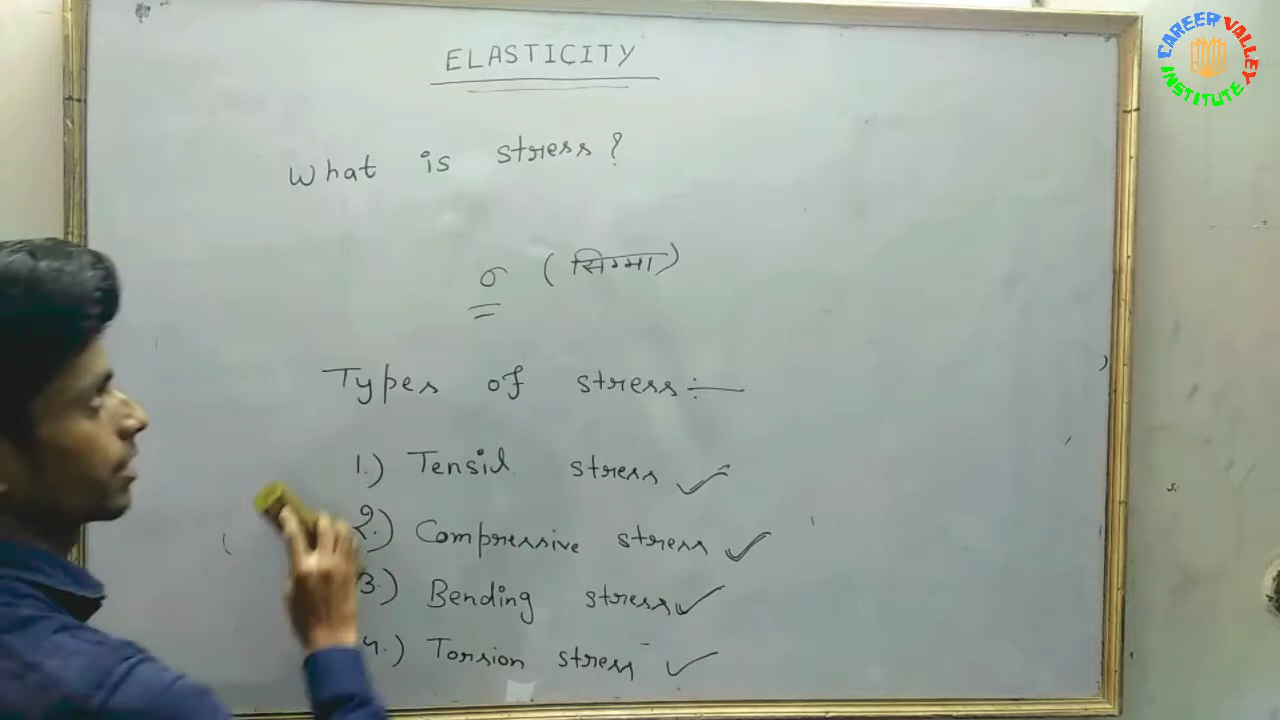 ELASTICITY
What is stress?
σ (सिग्मा)
Types of stress:—
1.) Tensil stress ✓
2.) Compressive stress ✓
3.) Bending stress ✓
4.) Torsion stress ✓
CAREER VALLEY INSTITUTE